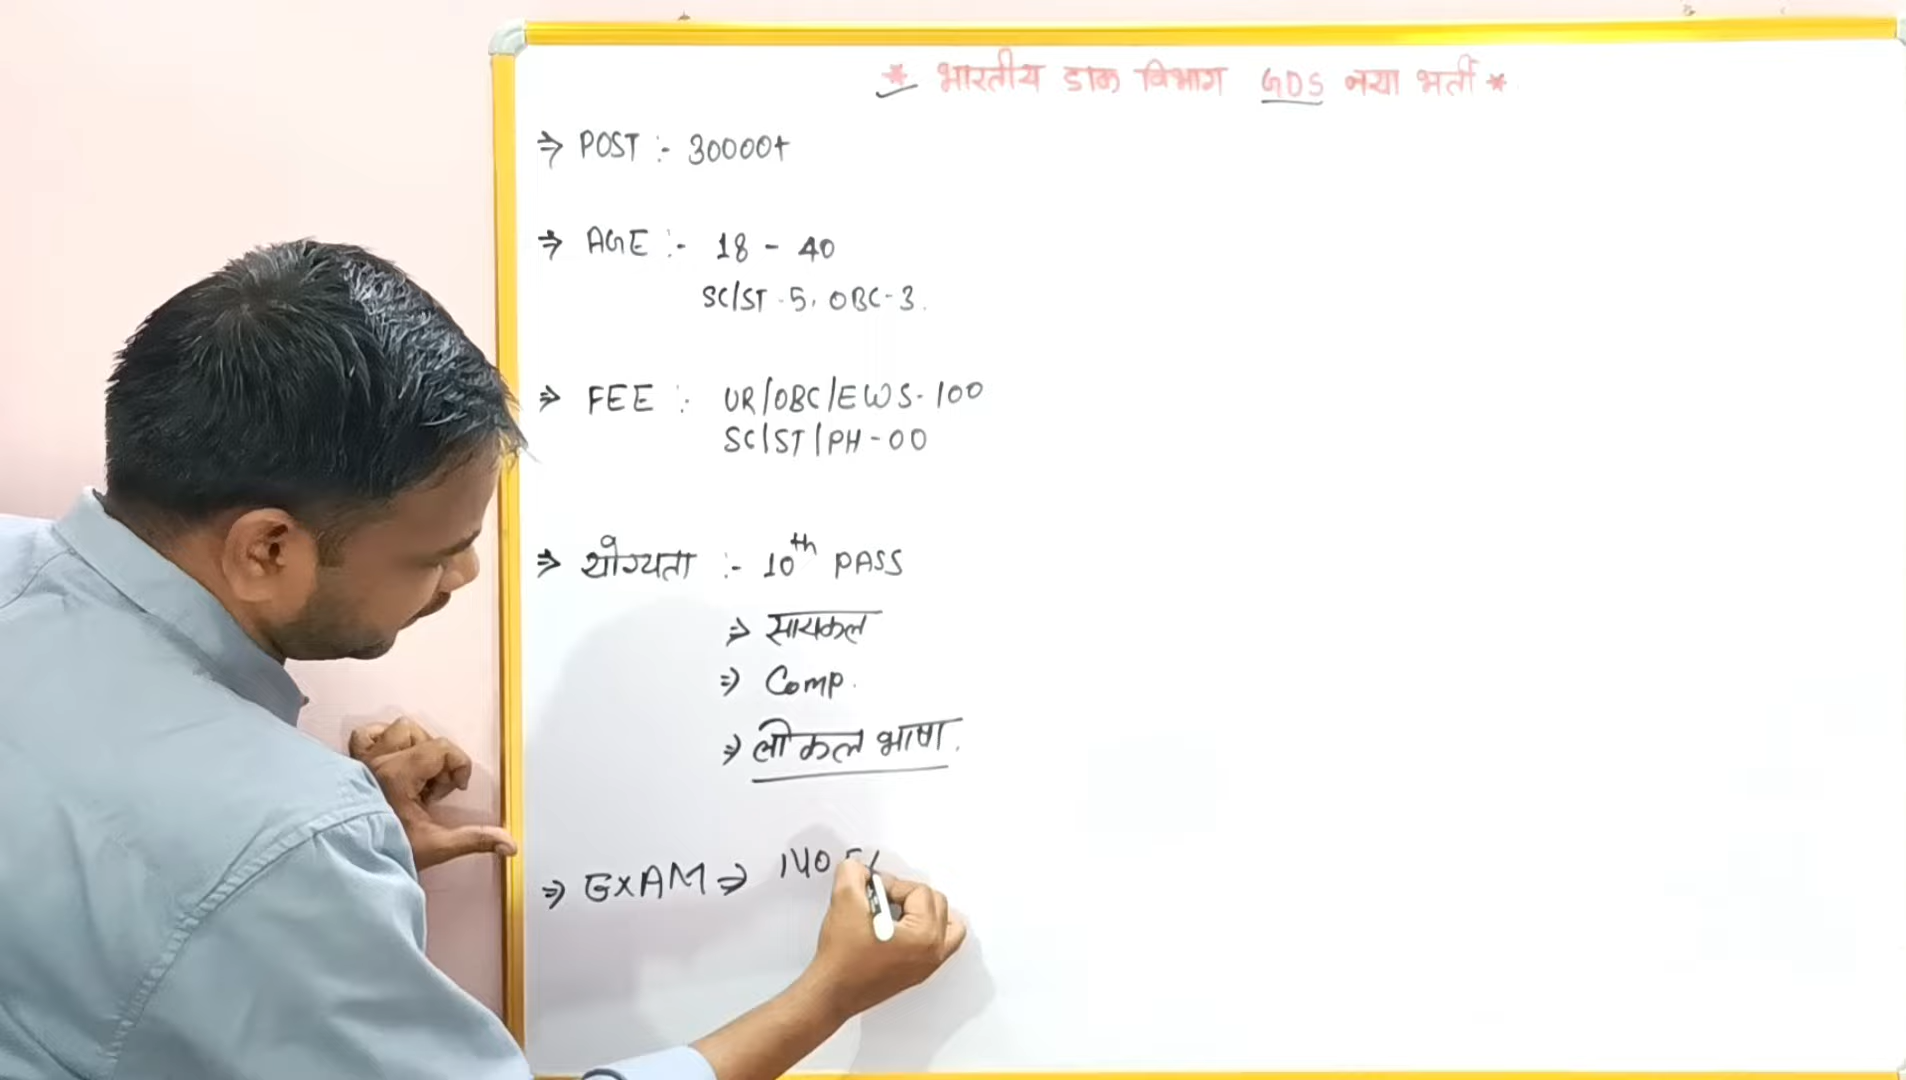 * भारतीय डाक विभाग GDS नया भर्ती *
⇒ POST :- 30000+
⇒ AGE :- 18 - 40
SC/ST - 5, OBC - 3.
⇒ FEE : UR/OBC/EWS - 100
SC/ST/PH - 00
⇒ योग्यता :- 10th PASS
⇒ सायकल
⇒ Comp.
⇒ लोकल भाषा.
⇒ EXAM ⇒ NO